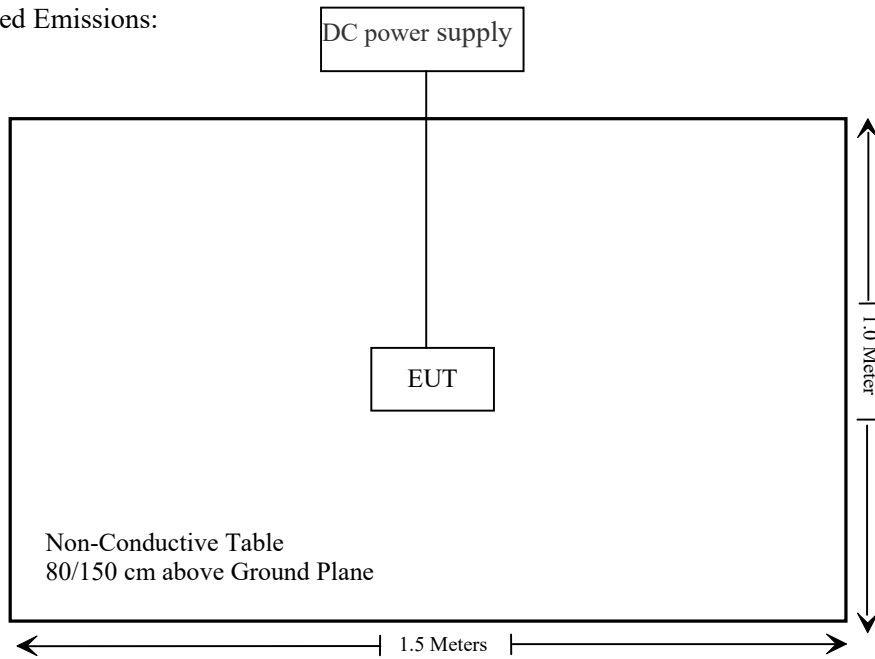 ed Emissions:
DC power supply
EUT
1.0 Meter
Non-Conductive Table
80/150 cm above Ground Plane
1.5 Meters